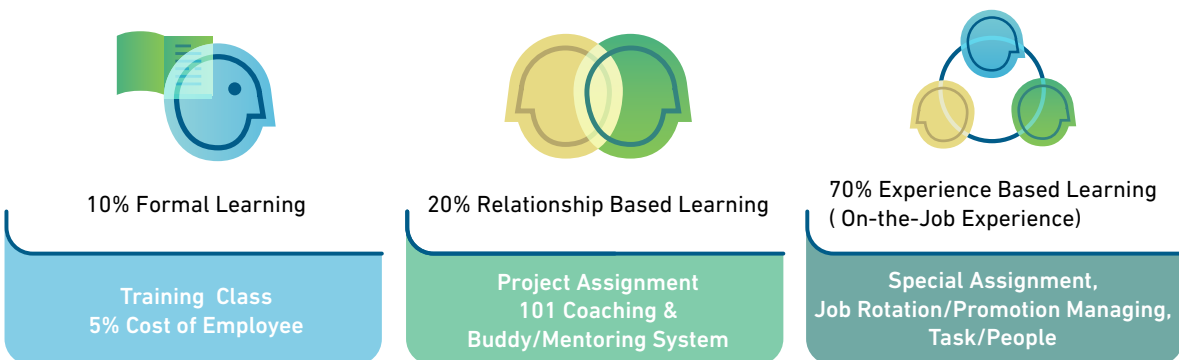 10% Formal Learning
Training Class
5% Cost of Employee
20% Relationship Based Learning
Project Assignment
101 Coaching &
Buddy/Mentoring System
70% Experience Based Learning
( On-the-Job Experience)
Special Assignment,
Job Rotation/Promotion Managing,
Task/People